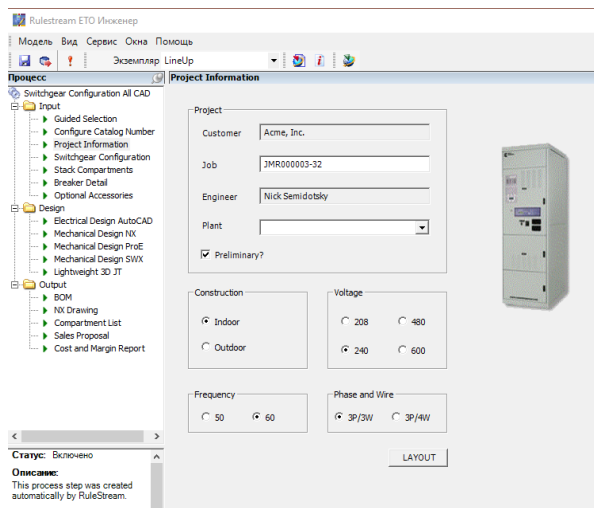 Rulestream ETO Инженер
Модель Вид Сервис Окна Помощь
Экземпляр LineUp
Процесс
Project Information
Switchgear Configuration All CAD
Input
Guided Selection
Configure Catalog Number
Project Information
Switchgear Configuration
Stack Compartments
Breaker Detail
Optional Accessories
Design
Electrical Design AutoCAD
Mechanical Design NX
Mechanical Design ProE
Mechanical Design SWX
Lightweight 3D JT
Output
BOM
NX Drawing
Compartment List
Sales Proposal
Cost and Margin Report
Статус: Включено
Описание:
This process step was created
automatically by RuleStream.
Project
Customer Acme, Inc.
Job JMR000003-32
Engineer Nick Semidotsky
Plant
Preliminary?
Construction
Indoor
Outdoor
Voltage
208 480
240 600
Frequency
50 60
Phase and Wire
3P/3W 3P/4W
LAYOUT